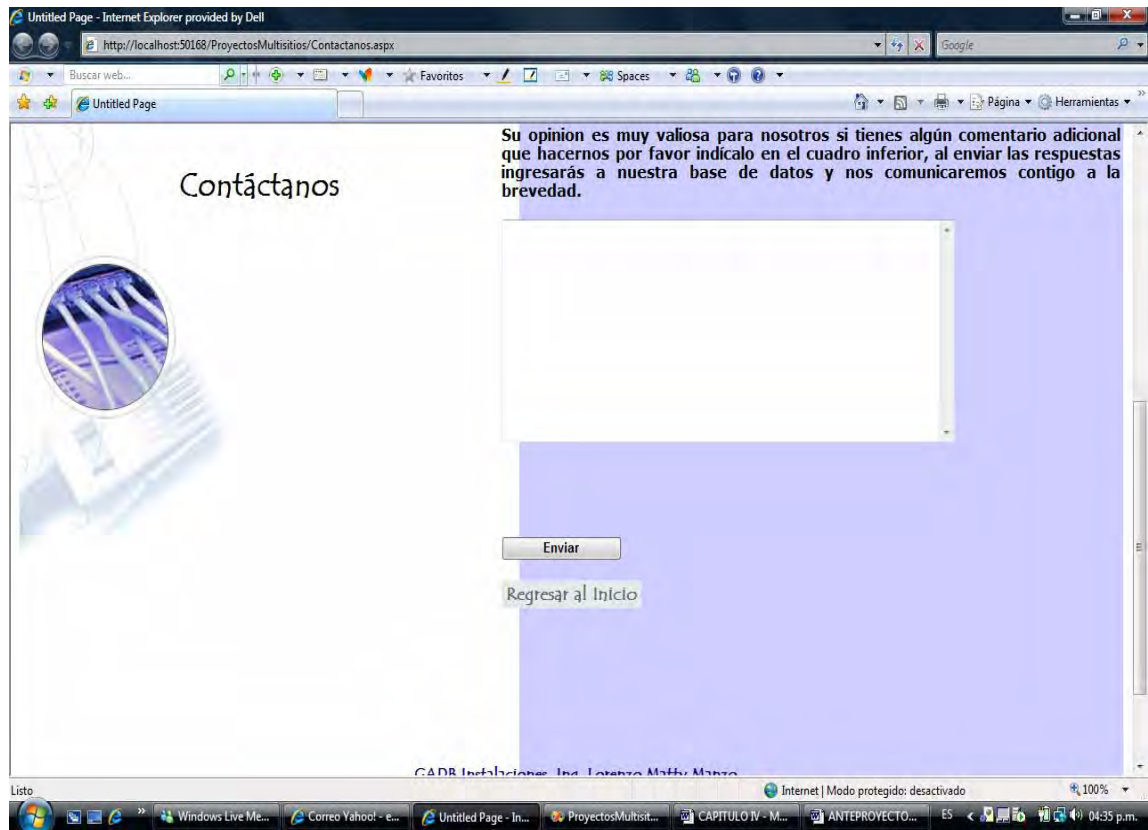 Untitled Page - Internet Explorer provided by Dell
http://localhost:50168/ProyectosMultisitios/Contactanos.aspx
Google
Buscar web...
Favoritos
Spaces
Untitled Page
Página
Herramientas
Contáctanos
Su opinion es muy valiosa para nosotros si tienes algún comentario adicional
que hacernos por favor indícalo en el cuadro inferior, al enviar las respuestas
ingresarás a nuestra base de datos y nos comunicaremos contigo a la
brevedad.
Enviar
Regresar al Inicio
GADB Instalaciones Ing. Lorenzo
Listo
Internet | Modo protegido: desactivado
100%
Windows Live Me...
Correo Yahoo! - e...
Untitled Page - In...
ProyectosMultisit...
CAPITULO IV - M...
ANTEPROYECTO...
ES
04:35 p.m.